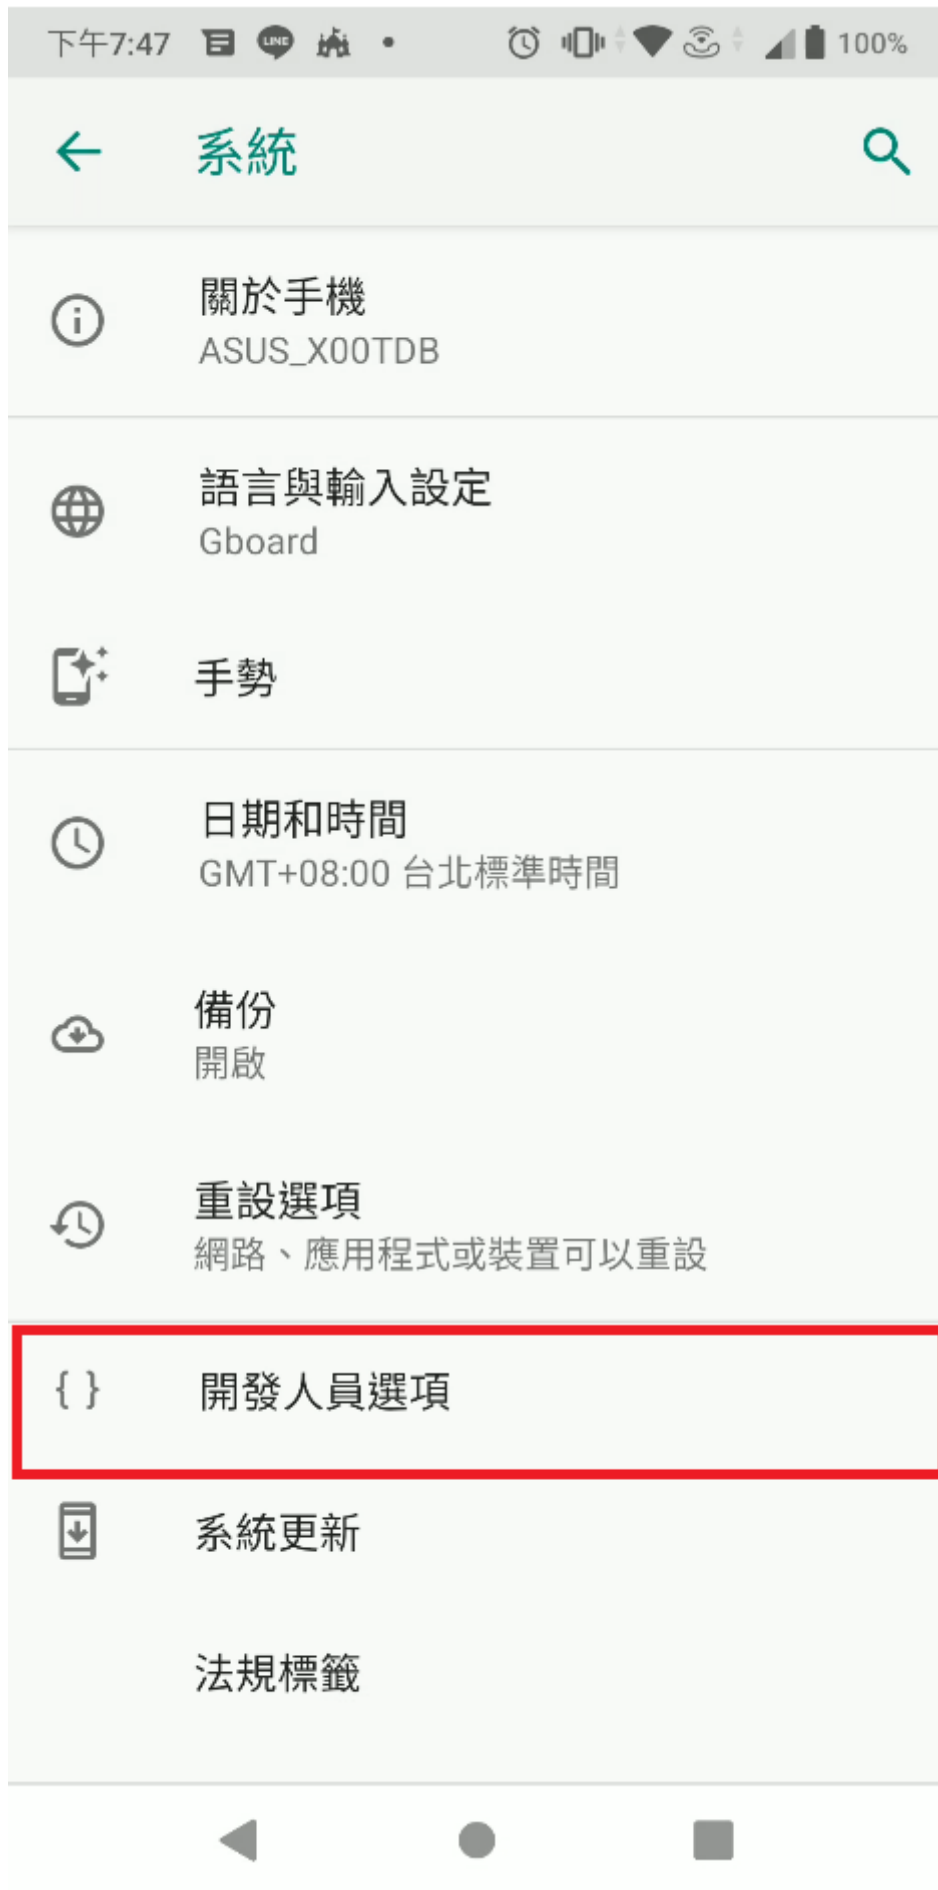 下午7:47 LINE 100%
系統
關於手機
ASUS_X00TDB
語言與輸入設定
Gboard
手勢
日期和時間
GMT+08:00 台北標準時間
備份
開啟
重設選項
網路、應用程式或裝置可以重設
{ } 開發人員選項
系統更新
法規標籤